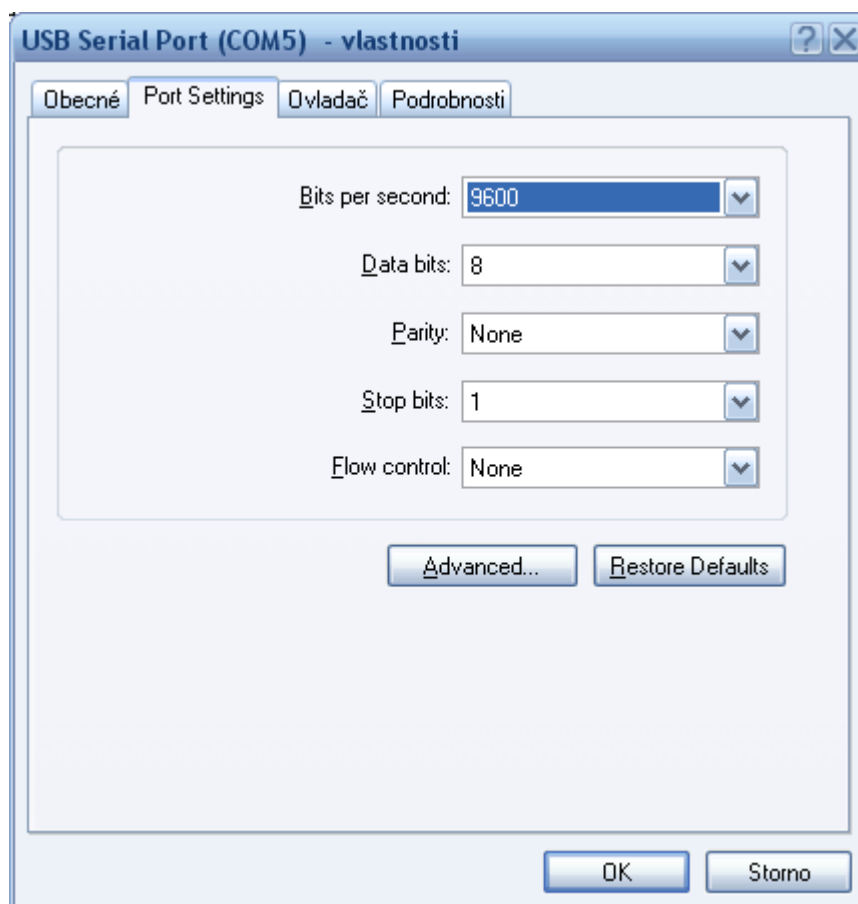 USB Serial Port (COM5) - vlastnosti
Obecné Port Settings Ovladač Podrobnosti
Bits per second: 9600
Data bits: 8
Parity: None
Stop bits: 1
Flow control: None
Advanced... Restore Defaults
OK Storno